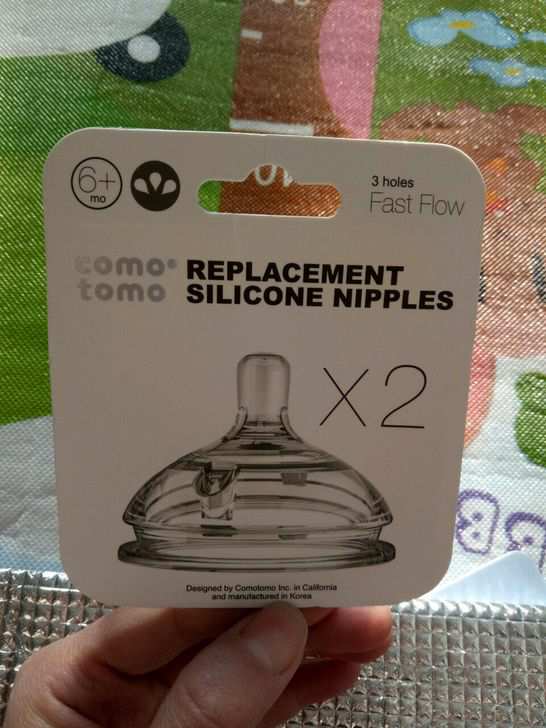 6+
mo
3 holes
Fast Flow
como®
tomo
REPLACEMENT
SILICONE NIPPLES
X2
Designed by Comotomo Inc. in California
and manufactured in Korea